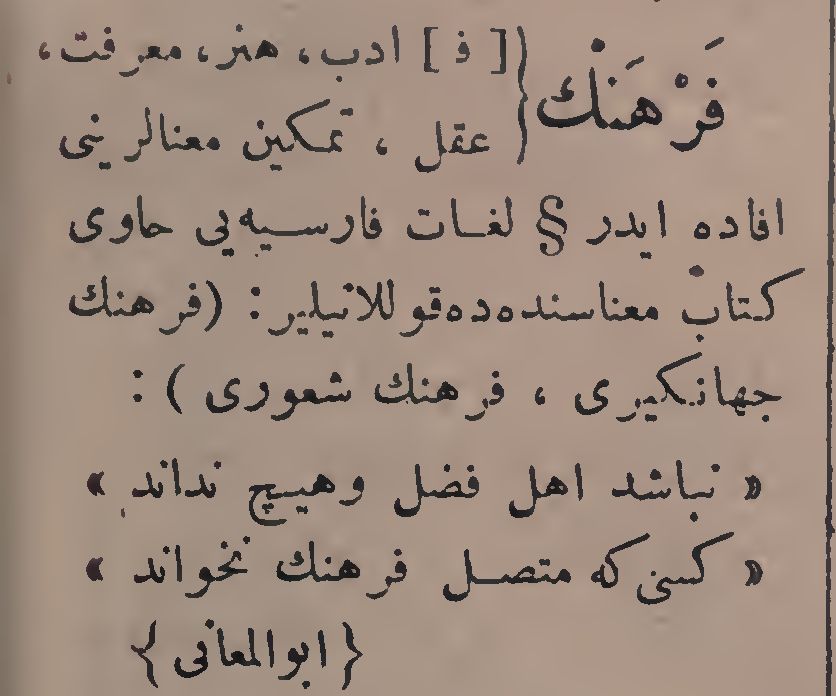 فَرْهَنْك { [ ف ] ادب، هنر، معرفت،
عقل ، تمكين معنالرينى
افاده ايدر § لغات فارسيه‌يى حاوى
كتاب معناسنده‌ده‌قوللانيلير: (فرهنك
جهانكيرى ، فرهنك شعورى ) :
« نباشد اهل فضل وهيچ نداند »
« كسى كه متصل فرهنك نخواند »
{ ابوالمعانى }